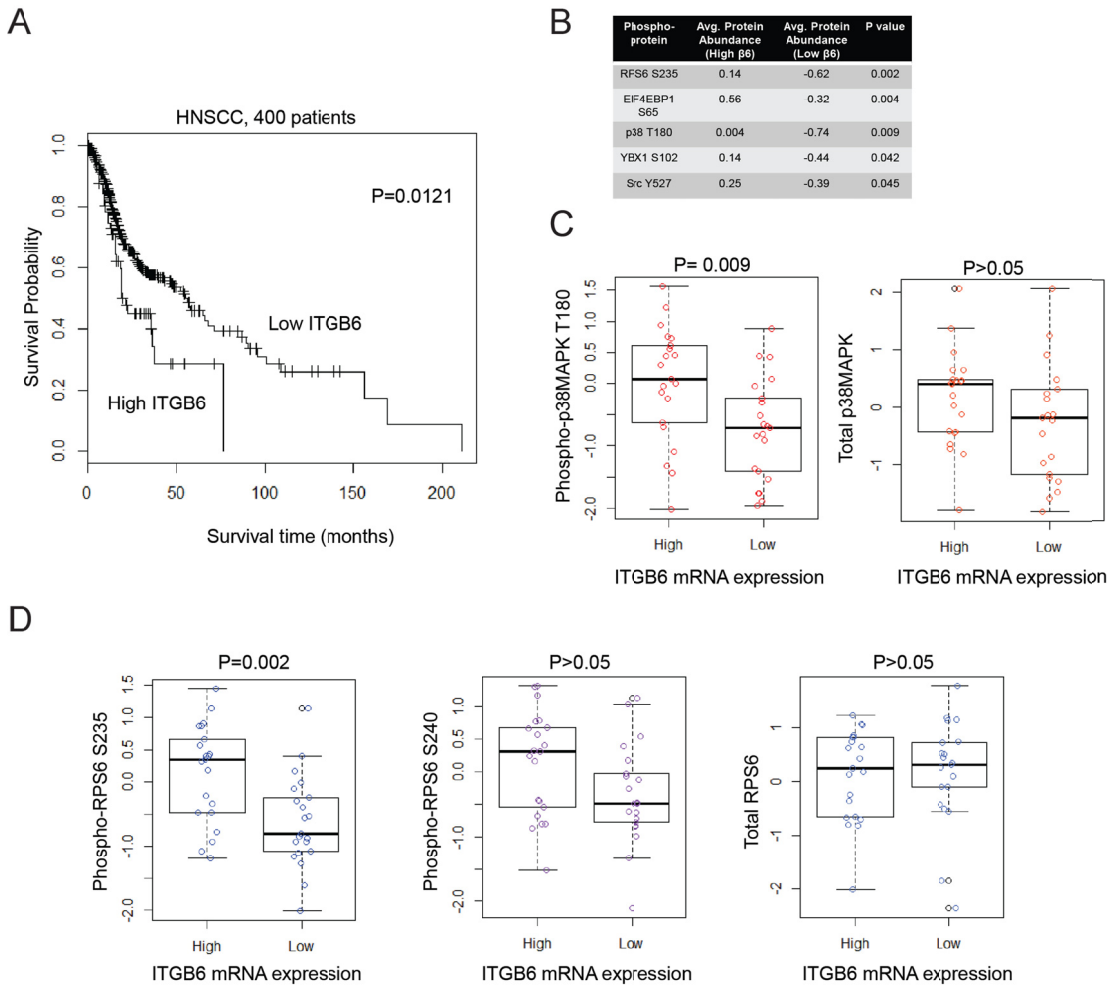 A
HNSCC, 400 patients
P=0.0121
Low ITGB6
High ITGB6
Survival Probability
0.0 0.2 0.4 0.6 0.8 1.0
0 50 100 150 200
Survival time (months)
B
Phospho-protein Avg. Protein Abundance (High β6) Avg. Protein Abundance (Low β6) P value
RPS6 S235 0.14 -0.62 0.002
EIF4EBP1 S65 0.56 0.32 0.004
p38 T180 0.004 -0.74 0.009
YBX1 S102 0.14 -0.44 0.042
Src Y527 0.25 -0.39 0.045
C
P= 0.009
Phospho-p38MAPK T180
-2.0 -1.0 0.0 0.5 1.0 1.5
High Low
ITGB6 mRNA expression
P>0.05
Total p38MAPK
-1 0 1 2
High Low
ITGB6 mRNA expression
D
P=0.002
Phospho-RPS6 S235
-2.0 -1.0 0.0 0.5 1.5
High Low
ITGB6 mRNA expression
P>0.05
Phospho-RPS6 S240
-2.0 -1.0 0.0 0.5 1.0
High Low
ITGB6 mRNA expression
P>0.05
Total RPS6
-2 -1 0 1
High Low
ITGB6 mRNA expression